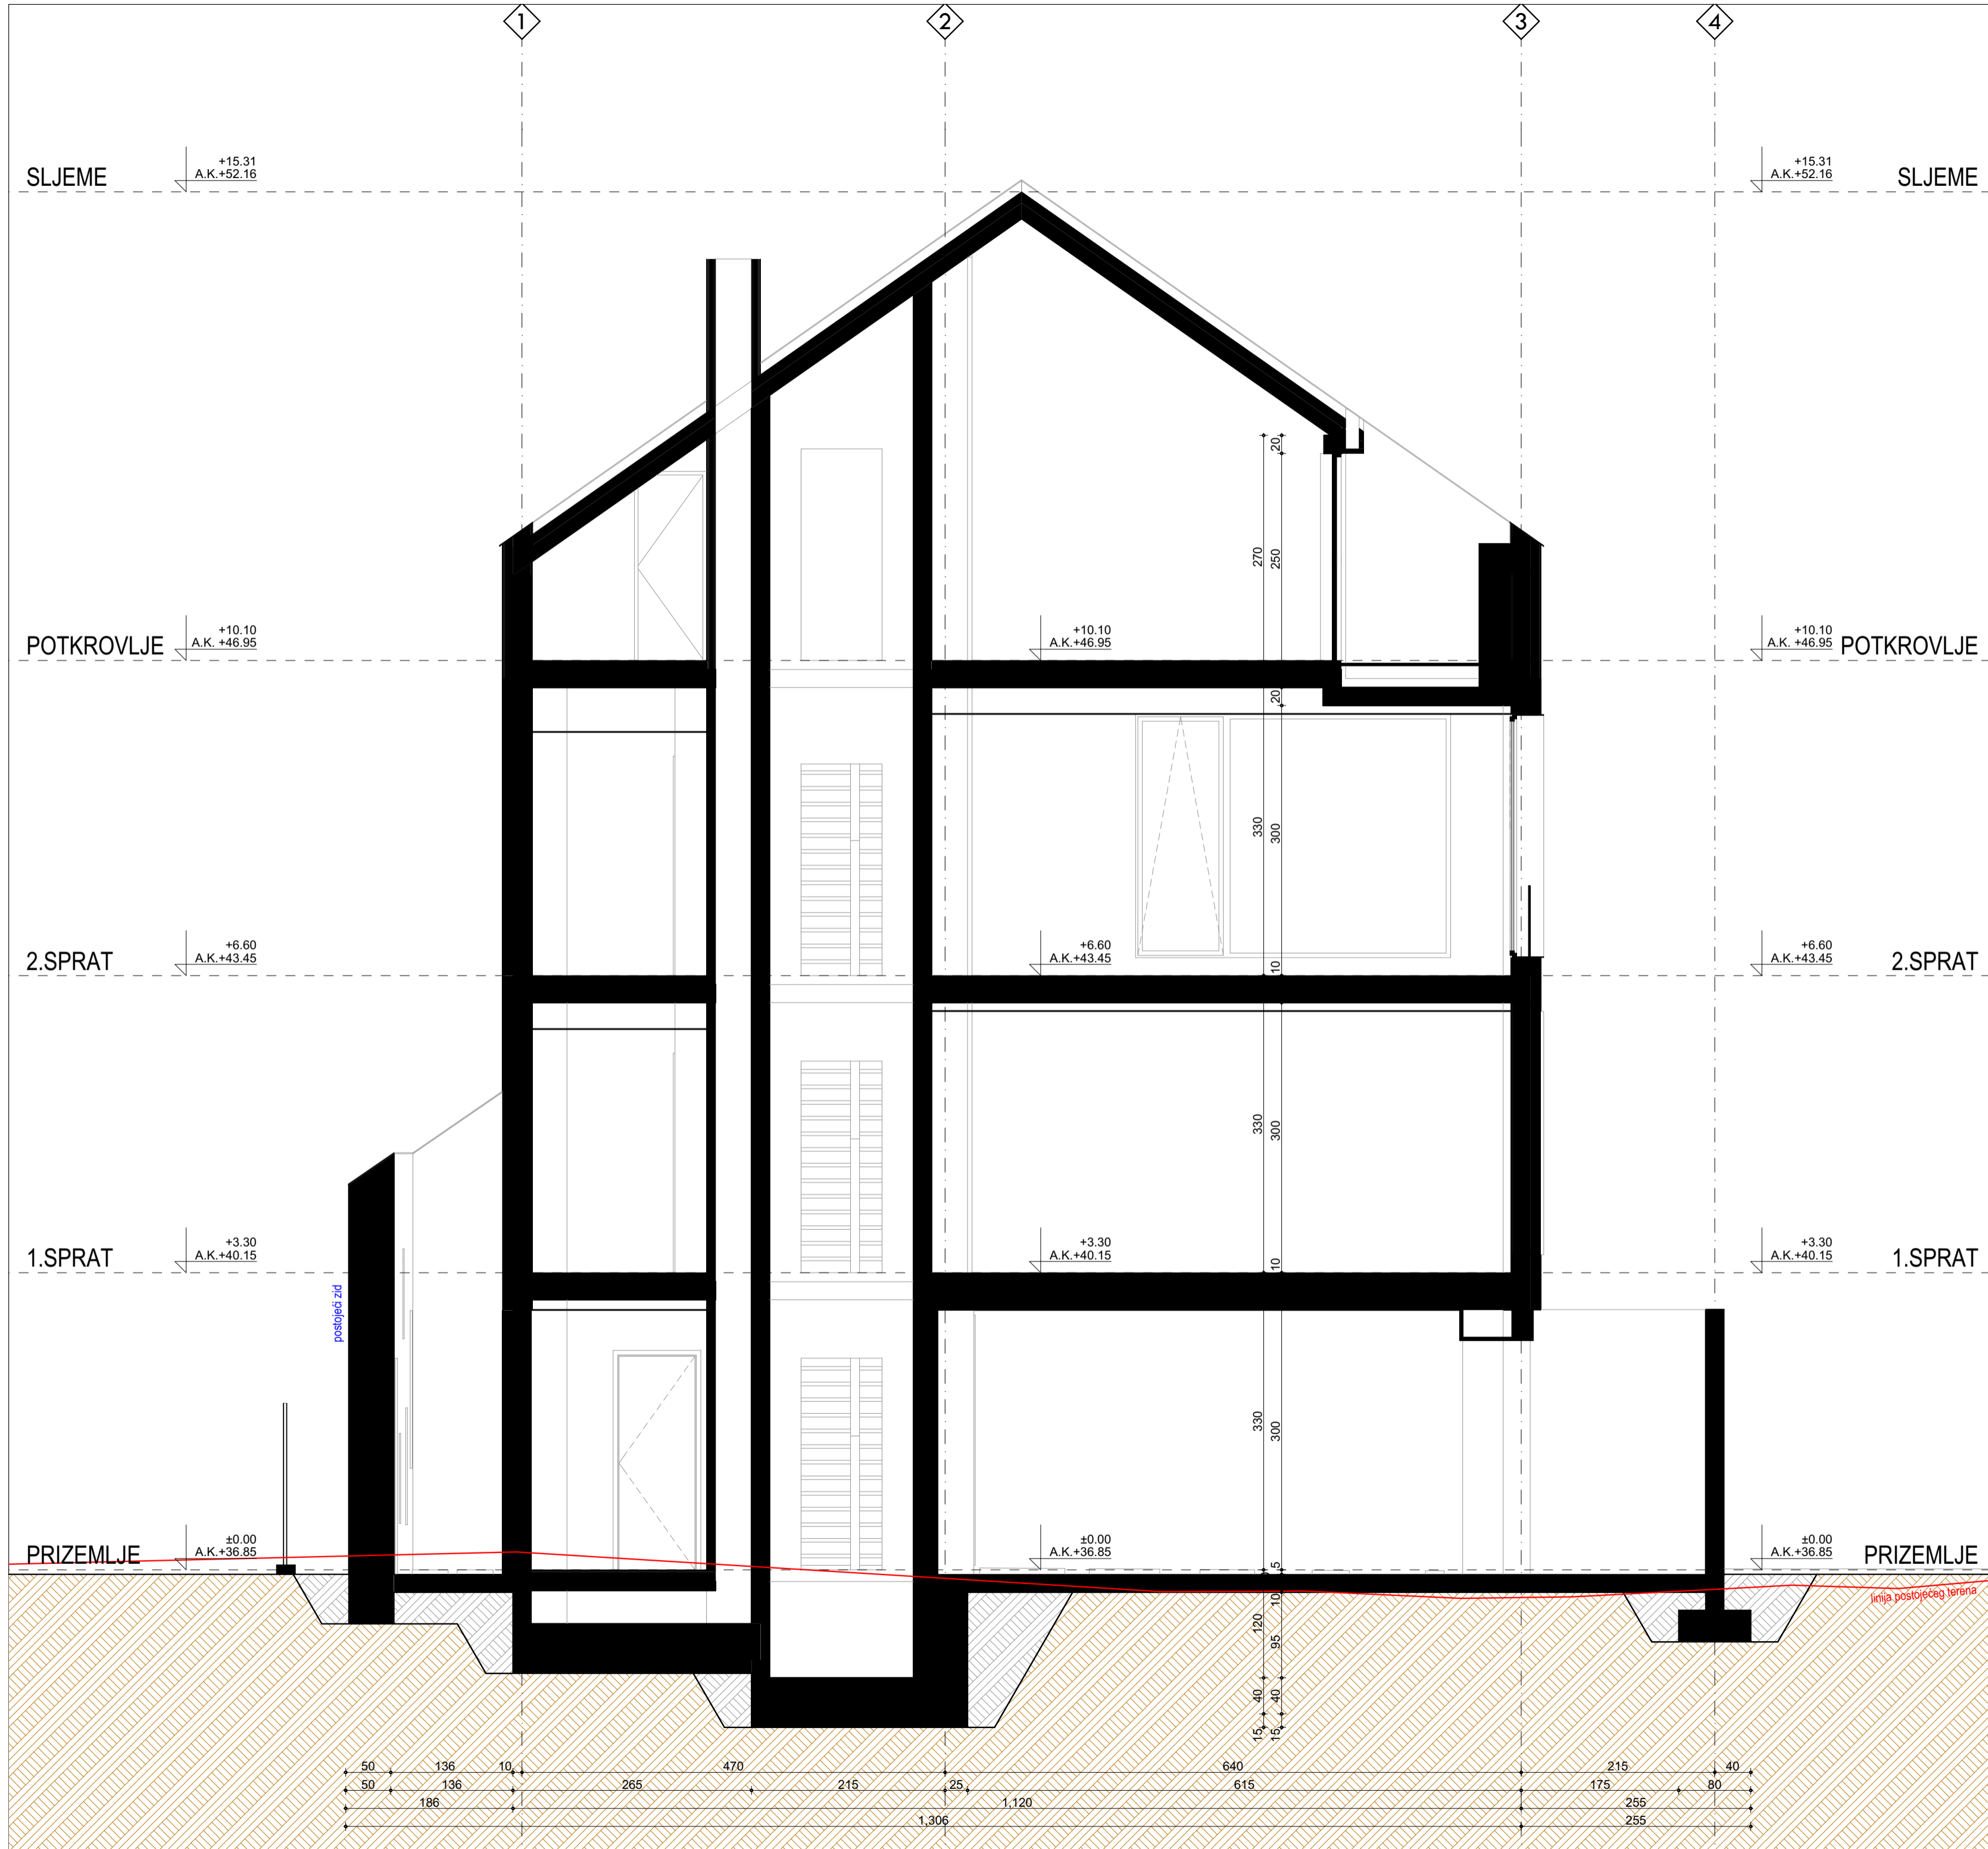 1 2 3 4
+15.31 +15.31
SLJEME A.K.+52.16 A.K.+52.16 SLJEME
20
270 250
+10.10 +10.10 +10.10
POTKROVLJE A.K. +46.95 A.K.+46.95 A.K. +46.95 POTKROVLJE
20
330 300
+6.60 +6.60 +6.60
2.SPRAT A.K.+43.45 A.K.+43.45 10 A.K.+43.45 2.SPRAT
330 300
+3.30 +3.30 +3.30
1.SPRAT A.K.+40.15 A.K.+40.15 10 A.K.+40.15 1.SPRAT
postojeći zid
330 300
±0.00 ±0.00 ±0.00
PRIZEMLJE A.K.+36.85 A.K.+36.85 A.K.+36.85 PRIZEMLJE
15
linija postojećeg terena
10
120 95
40 40
15 15
50 136 10 470 640 215 40
50 136 265 215 25 615 175 80
186 1,120 255
1,306 255